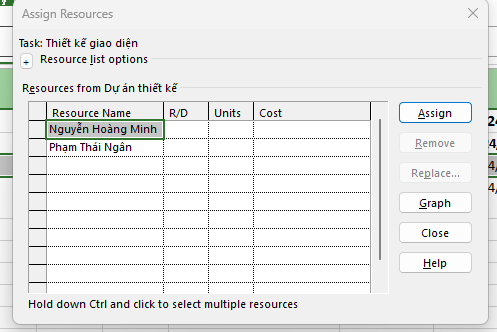 Assign Resources
Task: Thiết kế giao diện
+ Resource list options
Resources from Dự án thiết kế
Resource Name R/D Units Cost
Nguyễn Hoàng Minh
Phạm Thái Ngân
Assign
Remove
Replace...
Graph
Close
Help
Hold down Ctrl and click to select multiple resources